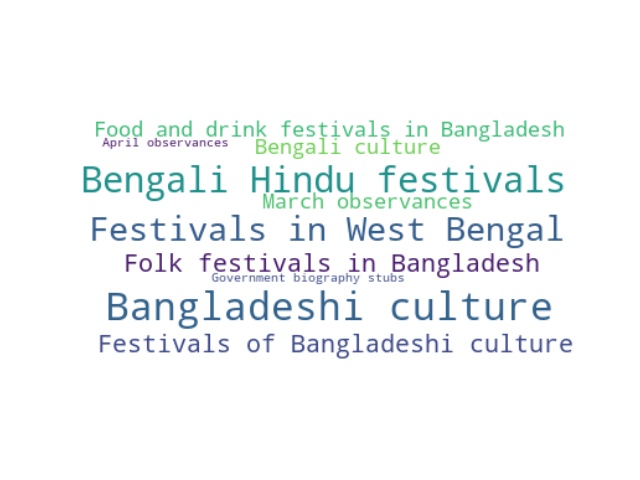 Food and drink festivals in Bangladesh
April observances
Bengali culture
Bengali Hindu festivals
March observances
Festivals in West Bengal
Folk festivals in Bangladesh
Government biography stubs
Bangladeshi culture
Festivals of Bangladeshi culture